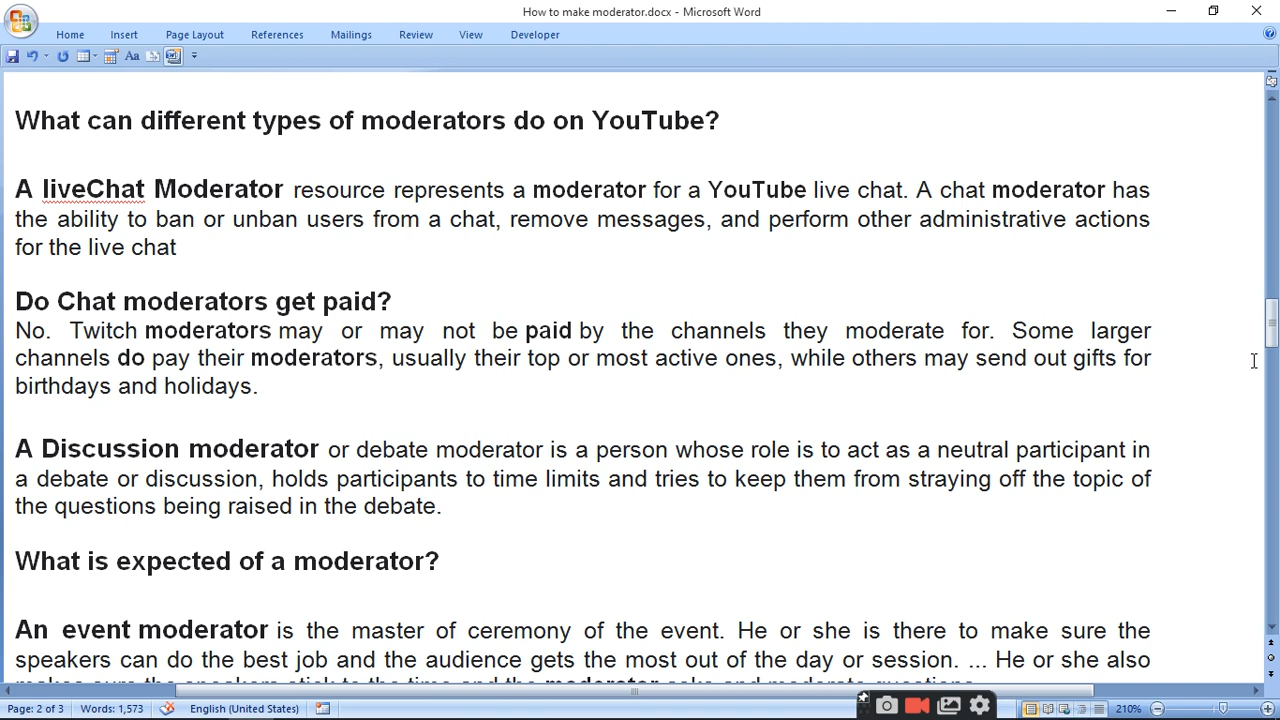 How to make moderator.docx - Microsoft Word
Home Insert Page Layout References Mailings Review View Developer
Aa
What can different types of moderators do on YouTube?
A liveChat Moderator resource represents a moderator for a YouTube live chat. A chat moderator has
the ability to ban or unban users from a chat, remove messages, and perform other administrative actions
for the live chat
Do Chat moderators get paid?
No. Twitch moderators may or may not be paid by the channels they moderate for. Some larger
channels do pay their moderators, usually their top or most active ones, while others may send out gifts for
birthdays and holidays.
A Discussion moderator or debate moderator is a person whose role is to act as a neutral participant in
a debate or discussion, holds participants to time limits and tries to keep them from straying off the topic of
the questions being raised in the debate.
What is expected of a moderator?
An event moderator is the master of ceremony of the event. He or she is there to make sure the
speakers can do the best job and the audience gets the most out of the day or session. ... He or she also
Page: 2 of 3 Words: 1,573 English (United States) 210%